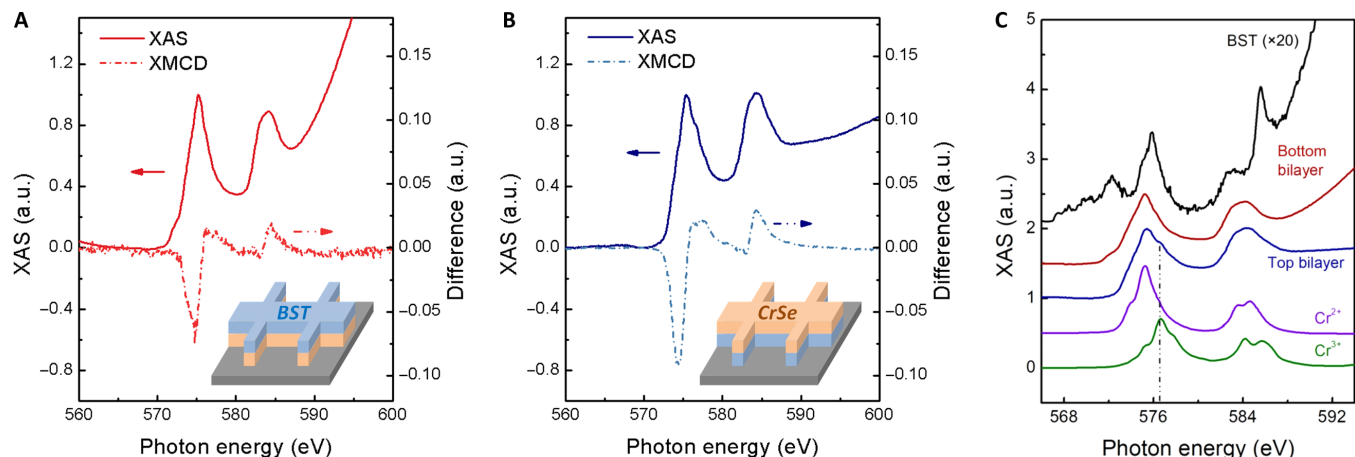 A
XAS
XMCD
1.2
0.8
0.4
0.0
−0.4
−0.8
XAS (a.u.)
0.15
0.10
0.05
0.00
−0.05
−0.10
Difference (a.u.)
BST
560
570
580
590
600
Photon energy (eV)
B
XAS
XMCD
1.2
0.8
0.4
0.0
−0.4
−0.8
XAS (a.u.)
0.15
0.10
0.05
0.00
−0.05
−0.10
Difference (a.u.)
CrSe
560
570
580
590
600
Photon energy (eV)
C
5
4
3
2
1
0
XAS (a.u.)
BST (×20)
Bottom
bilayer
Top bilayer
Cr²⁺
Cr³⁺
568
576
584
592
Photon energy (eV)